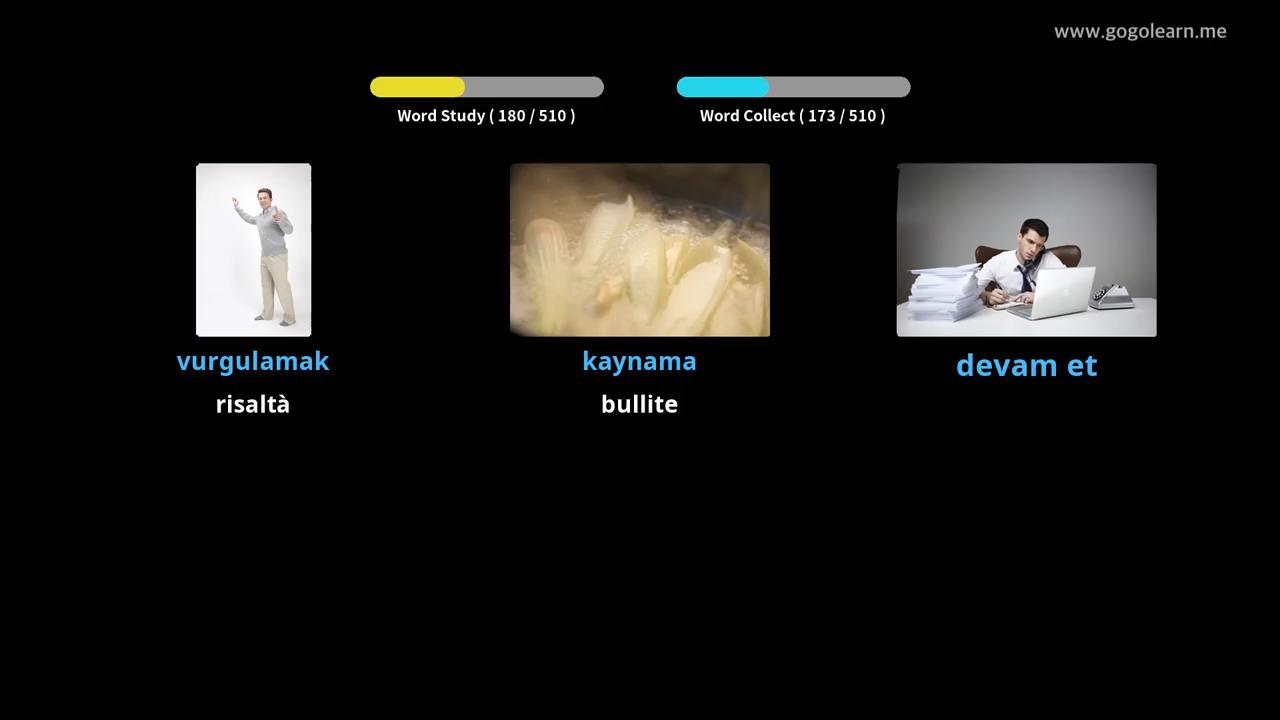 www.gogolearn.me
Word Study ( 180 / 510 )
Word Collect ( 173 / 510 )
vurgulamak
kaynama
devam et
risaltà
bullite